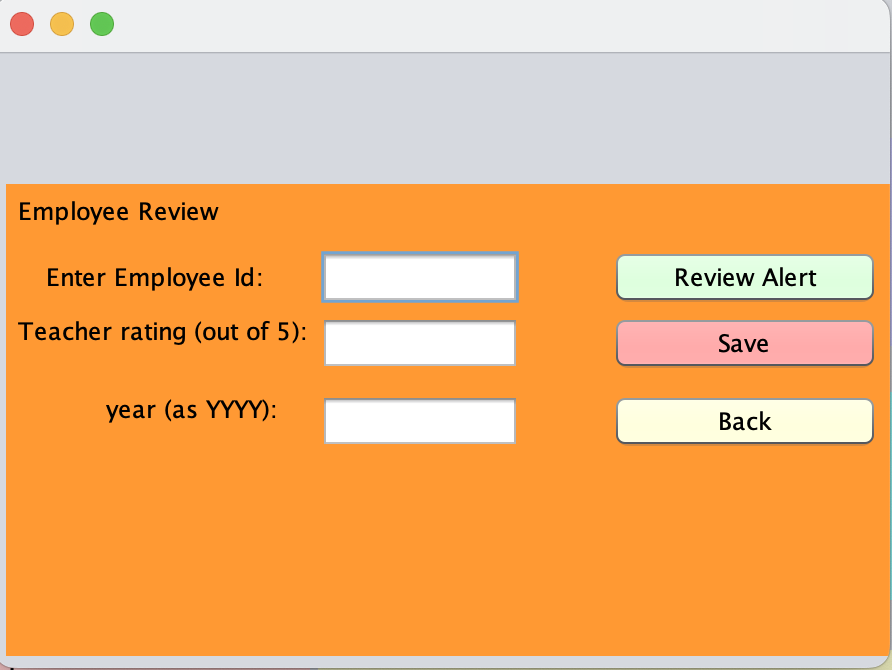 Employee Review
Enter Employee Id:
Review Alert
Teacher rating (out of 5):
Save
year (as YYYY):
Back